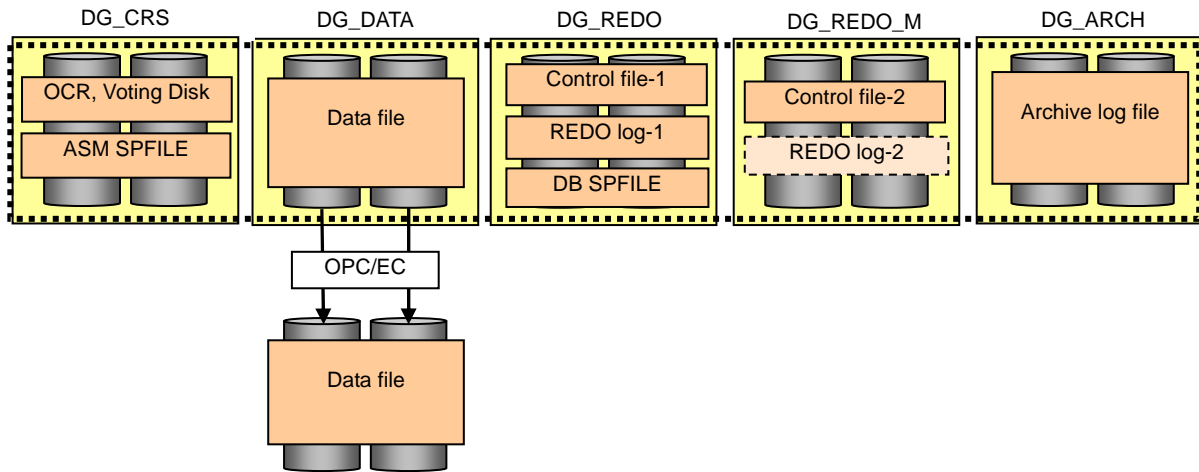 DG_CRS
DG_DATA
DG_REDO
DG_REDO_M
DG_ARCH
OCR, Voting Disk
ASM SPFILE
Data file
Control file-1
REDO log-1
DB SPFILE
Control file-2
REDO log-2
Archive log file
OPC/EC
Data file